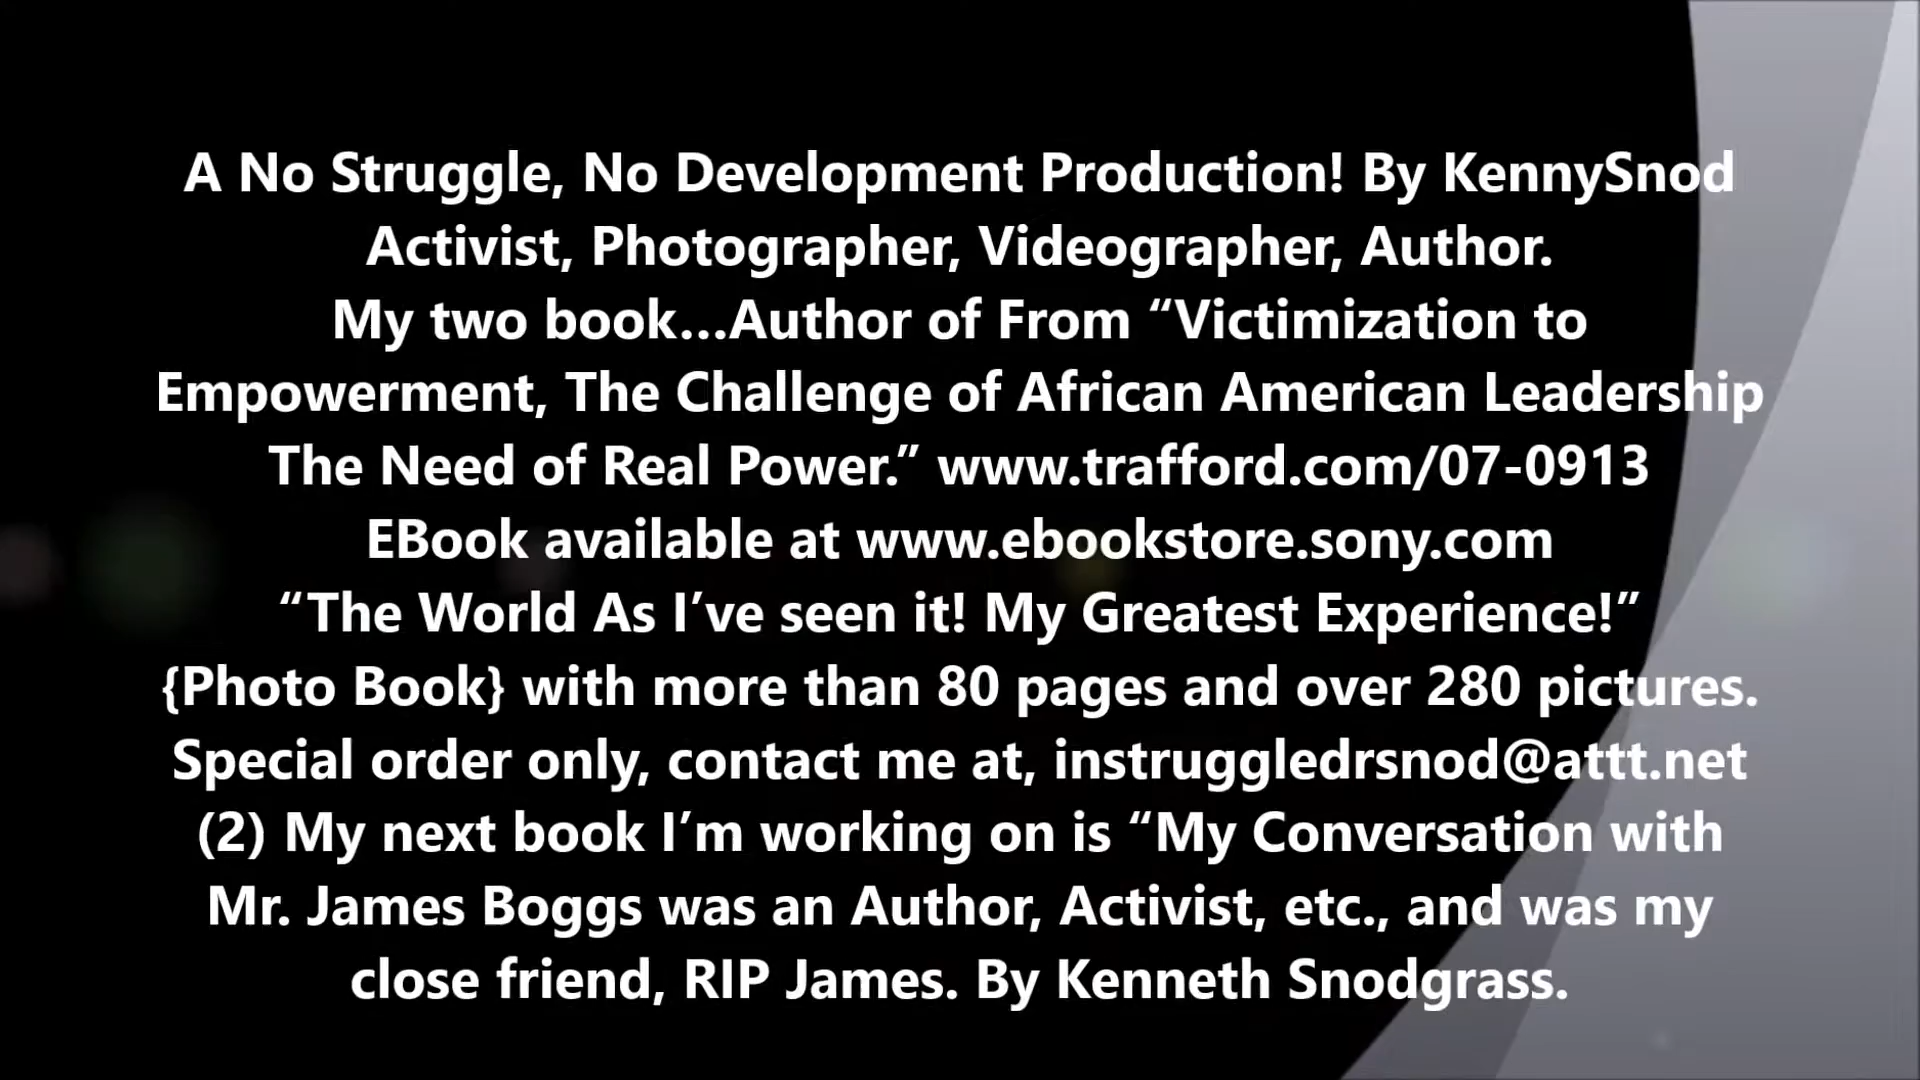 A No Struggle, No Development Production! By KennySnod
Activist, Photographer, Videographer, Author.
My two book...Author of From “Victimization to
Empowerment, The Challenge of African American Leadership
The Need of Real Power.” www.trafford.com/07-0913
EBook available at www.ebookstore.sony.com
“The World As I’ve seen it! My Greatest Experience!”
{Photo Book} with more than 80 pages and over 280 pictures.
Special order only, contact me at, instruggledrsnod@attt.net
(2) My next book I’m working on is “My Conversation with
Mr. James Boggs was an Author, Activist, etc., and was my
close friend, RIP James. By Kenneth Snodgrass.